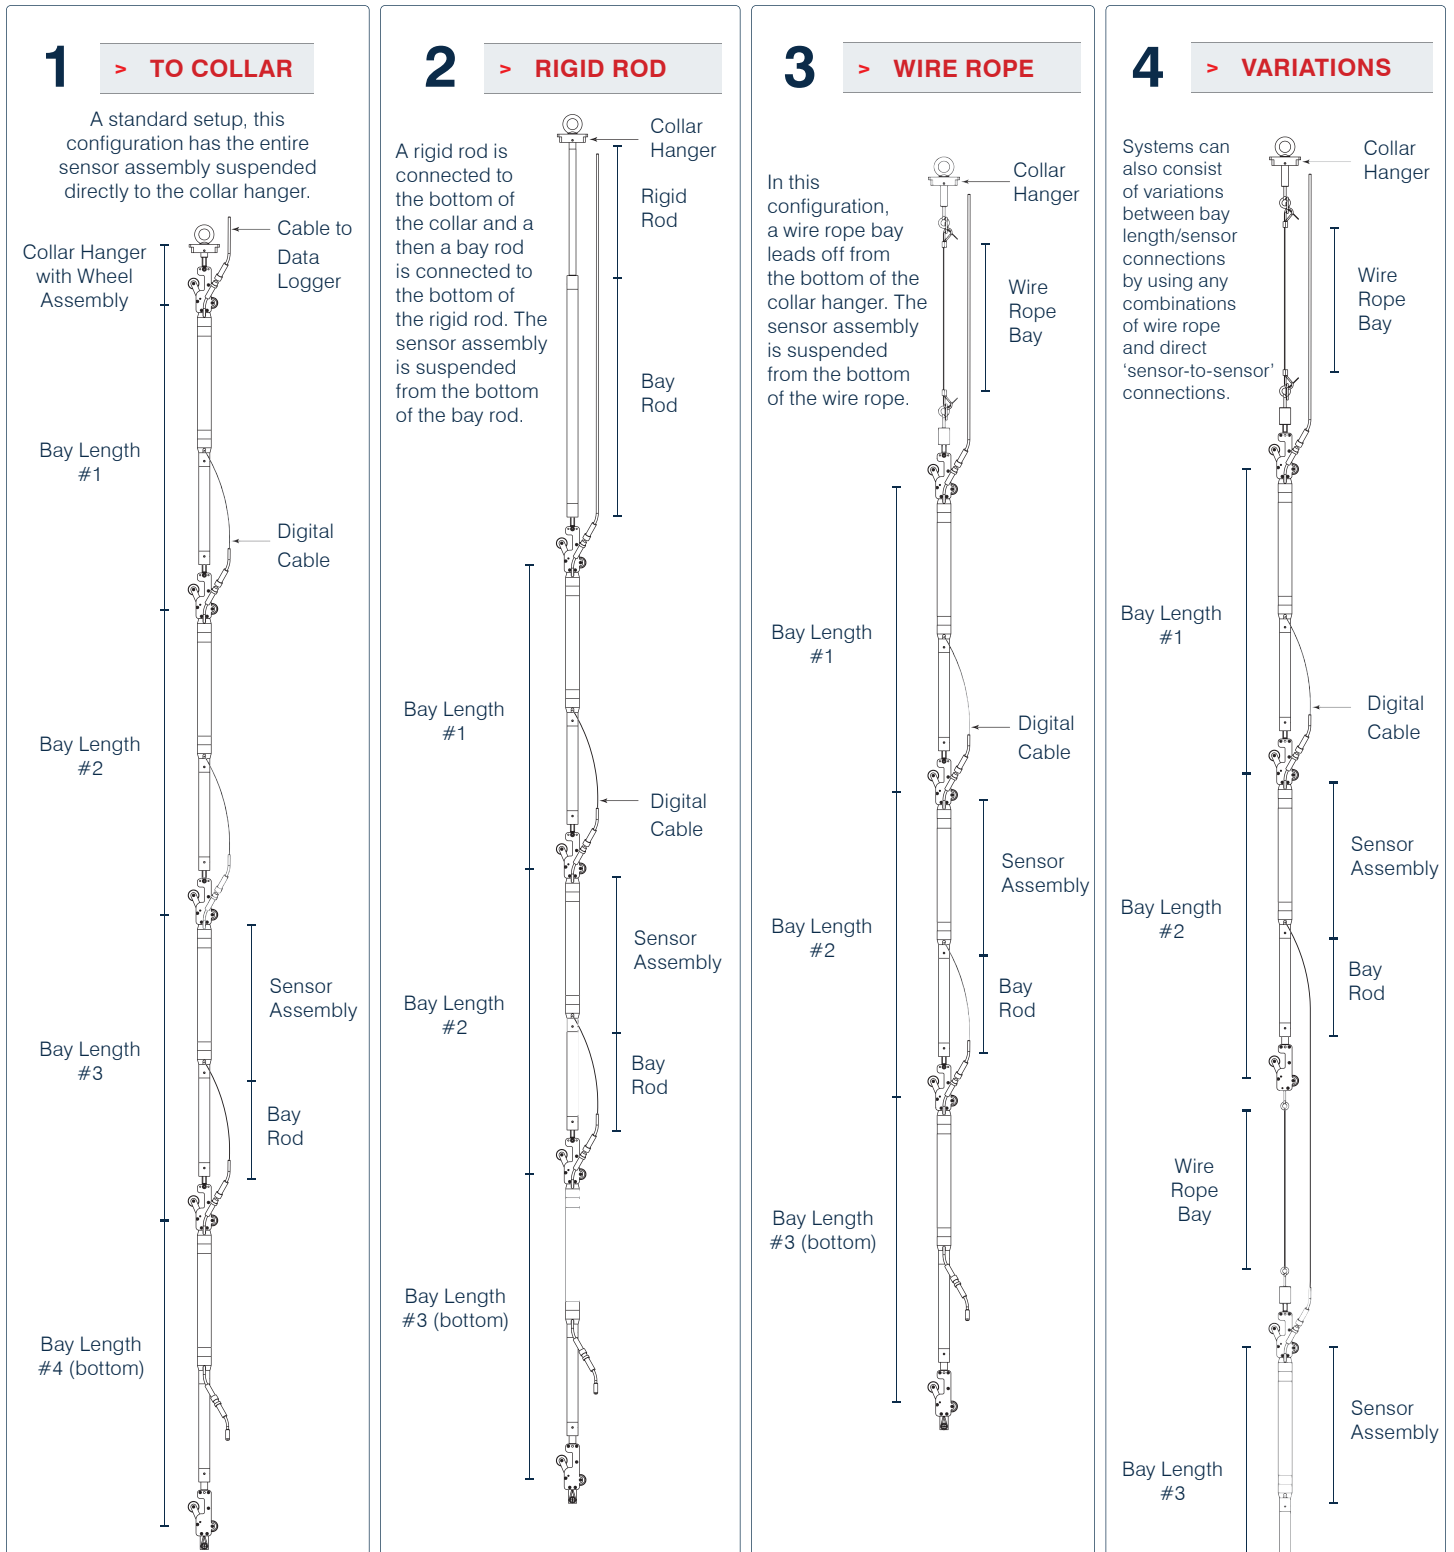 1 > TO COLLAR
A standard setup, this
configuration has the entire
sensor assembly suspended
directly to the collar hanger.
Cable to
Data
Logger
Collar Hanger
with Wheel
Assembly
Bay Length
#1
Digital
Cable
Bay Length
#2
Sensor
Assembly
Bay Length
#3
Bay
Rod
Bay Length
#4 (bottom)
2 > RIGID ROD
Collar
Hanger
A rigid rod is
connected to
the bottom of
the collar and a
then a bay rod
is connected to
the bottom of
the rigid rod. The
sensor assembly
is suspended
from the bottom
of the bay rod.
Rigid
Rod
Bay
Rod
Bay Length
#1
Digital
Cable
Sensor
Assembly
Bay Length
#2
Bay
Rod
Bay Length
#3 (bottom)
3 > WIRE ROPE
Collar
Hanger
In this
configuration,
a wire rope bay
leads off from
the bottom of the
collar hanger. The
sensor assembly
is suspended
from the bottom
of the wire rope.
Wire
Rope
Bay
Bay Length
#1
Digital
Cable
Sensor
Assembly
Bay Length
#2
Bay
Rod
Bay Length
#3 (bottom)
4 > VARIATIONS
Systems can
also consist
of variations
between bay
length/sensor
connections
by using any
combinations
of wire rope
and direct
‘sensor-to-sensor’
connections.
Collar
Hanger
Wire
Rope
Bay
Bay Length
#1
Digital
Cable
Sensor
Assembly
Bay Length
#2
Bay
Rod
Wire
Rope
Bay
Sensor
Assembly
Bay Length
#3